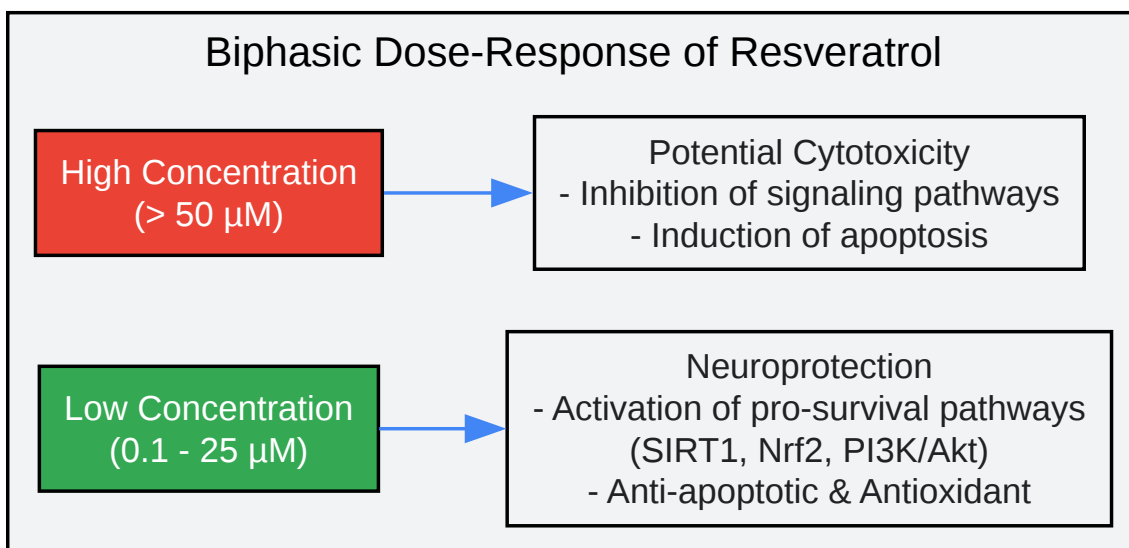 Biphasic Dose-Response of Resveratrol
High Concentration
(> 50 µM)
Potential Cytotoxicity
- Inhibition of signaling pathways
- Induction of apoptosis
Low Concentration
(0.1 - 25 µM)
Neuroprotection
- Activation of pro-survival pathways
(SIRT1, Nrf2, PI3K/Akt)
- Anti-apoptotic & Antioxidant